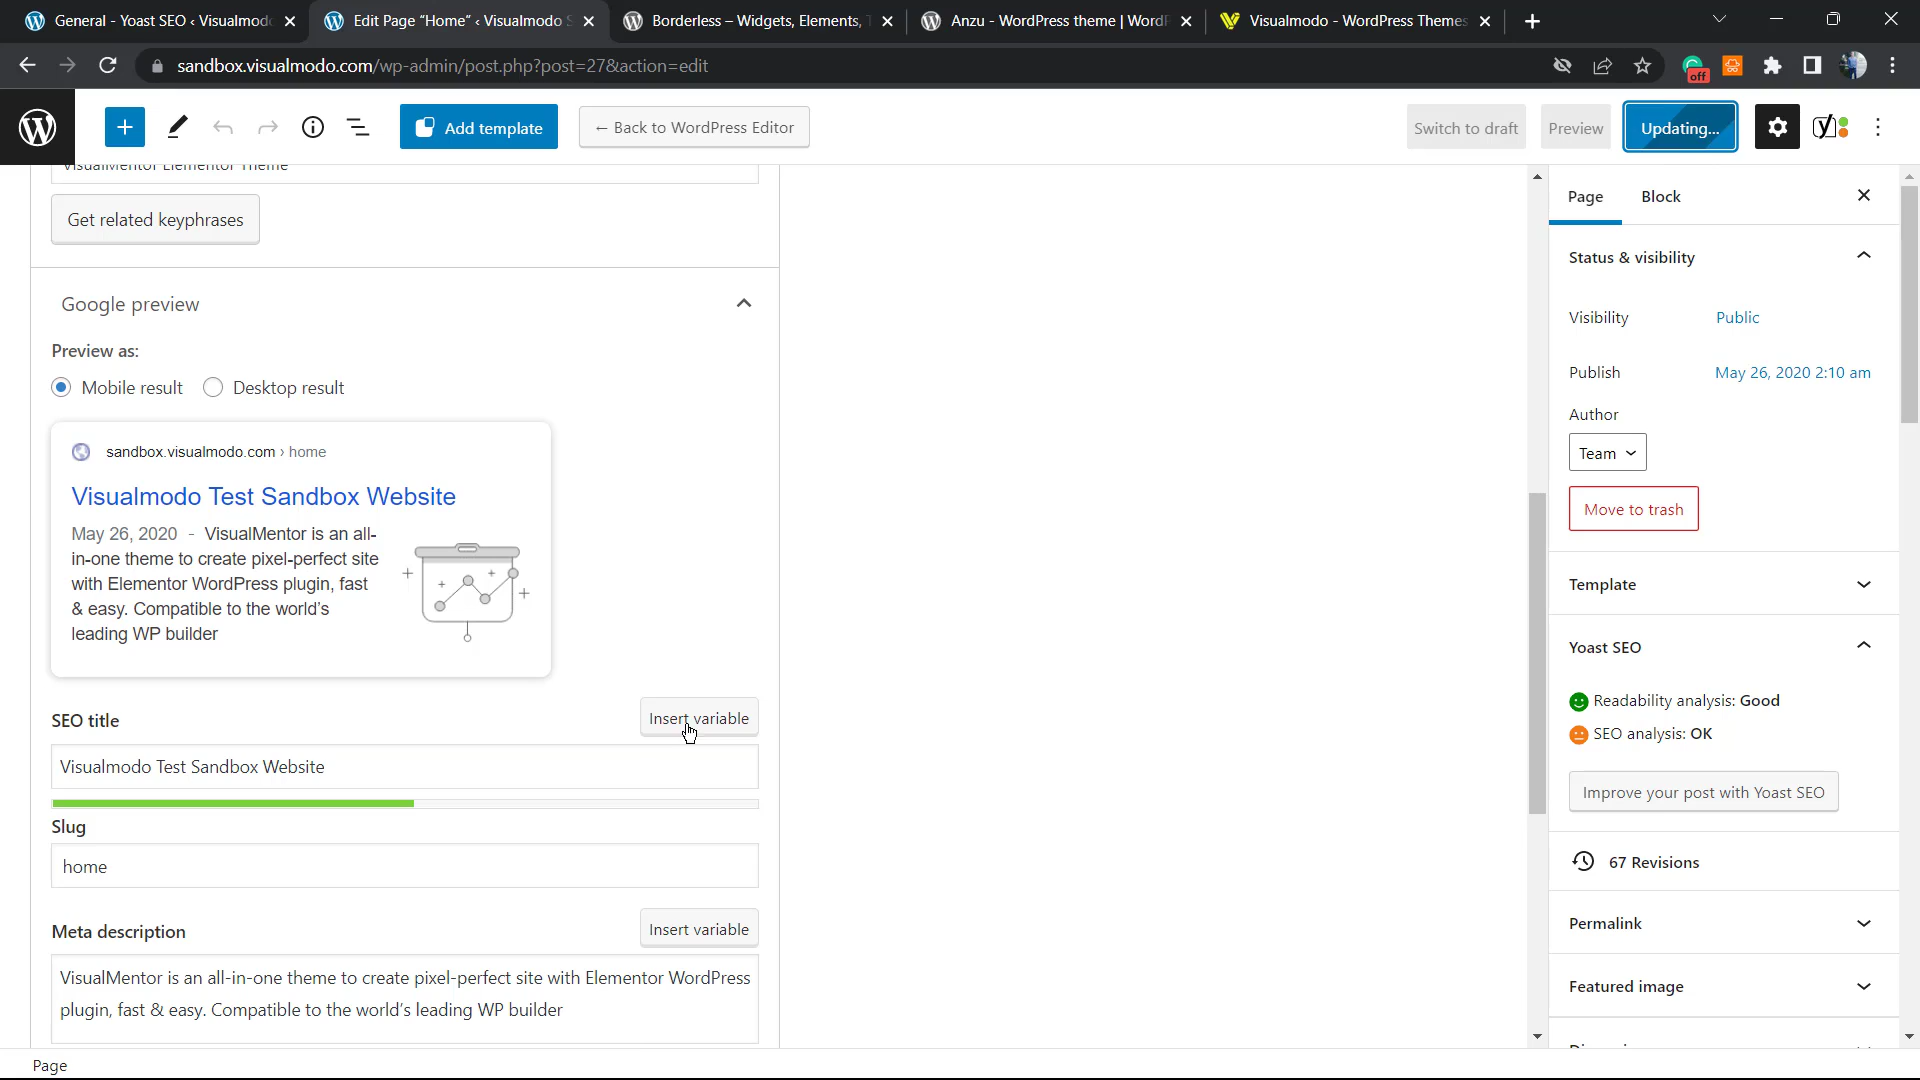 General - Yoast SEO ‹ Visualmodo
Edit Page "Home" ‹ Visualmodo S
Borderless – Widgets, Elements, T
Anzu - WordPress theme | WordP
Visualmodo - WordPress Themes
sandbox.visualmodo.com/wp-admin/post.php?post=27&action=edit
off
Add template
← Back to WordPress Editor
Switch to draft
Preview
Updating...
VisualMentor Elementor Theme
Get related keyphrases
Google preview
Preview as:
Mobile result
Desktop result
sandbox.visualmodo.com › home
Visualmodo Test Sandbox Website
May 26, 2020 - VisualMentor is an all-
in-one theme to create pixel-perfect site
with Elementor WordPress plugin, fast
& easy. Compatible to the world's
leading WP builder
SEO title
Insert variable
Visualmodo Test Sandbox Website
Slug
home
Meta description
Insert variable
VisualMentor is an all-in-one theme to create pixel-perfect site with Elementor WordPress
plugin, fast & easy. Compatible to the world's leading WP builder
Page
Page
Block
Status & visibility
Visibility
Public
Publish
May 26, 2020 2:10 am
Author
Team
Move to trash
Template
Yoast SEO
Readability analysis: Good
SEO analysis: OK
Improve your post with Yoast SEO
67 Revisions
Permalink
Featured image